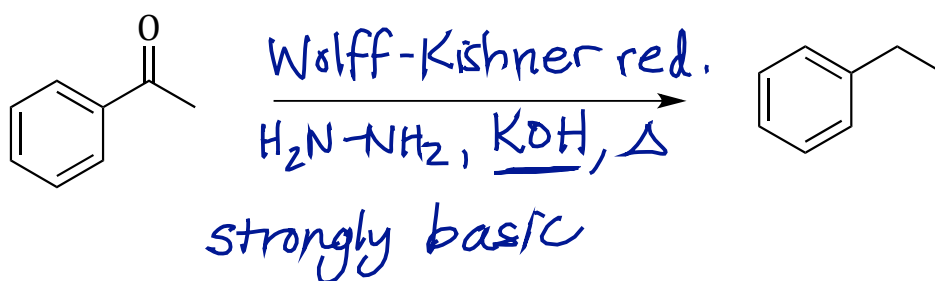 O
Wolff-Kishner red.
H₂N-NH₂, KOH, Δ
strongly basic